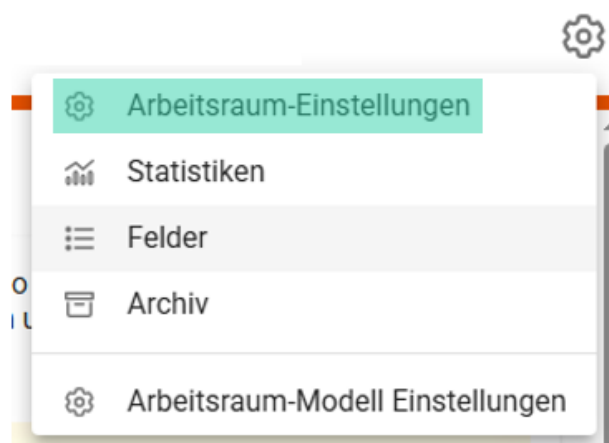 Arbeitsraum-Einstellungen
Statistiken
Felder
Archiv
Arbeitsraum-Modell Einstellungen